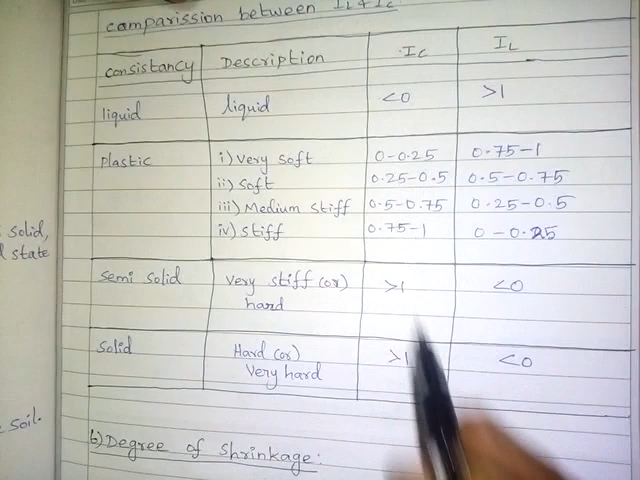 comparission between IL & Ic
consistancy Description Ic IL
liquid liquid <0 >1
Plastic i) Very soft 0-0.25 0.75-1
ii) Soft 0.25-0.5 0.5-0.75
iii) Medium stiff 0.5-0.75 0.25-0.5
iv) stiff 0.75-1 0-0.25
semi solid very stiff (or) >1 <0
hard
solid Hard (or) >1 <0
Very hard
6) Degree of shrinkage:
solid,
state
soil.